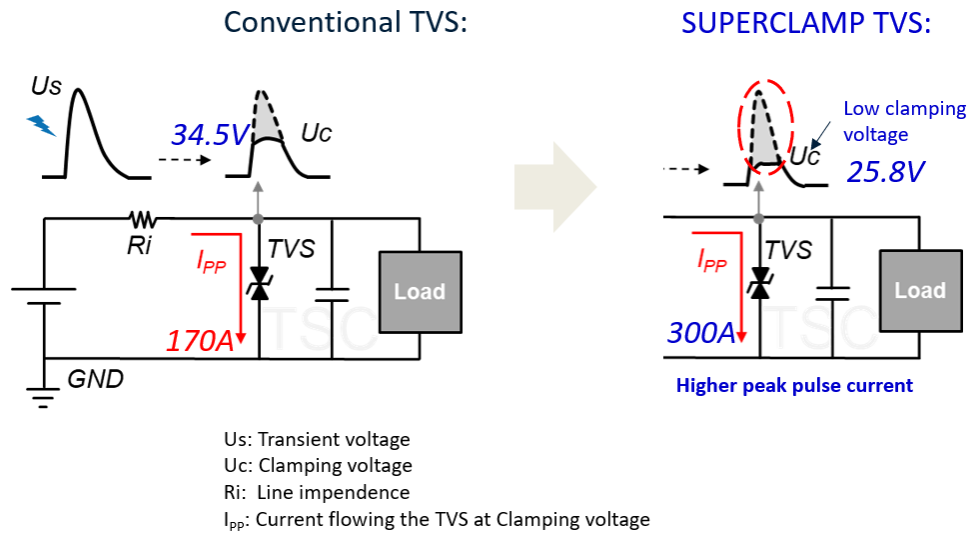 Conventional TVS:
SUPERCLAMP TVS:
Us
34.5V
Uc
Low clamping
voltage
Uc
25.8V
Ri
IPP
TVS
Load
170A
TSC
GND
IPP
TVS
Load
300A
TSC
Higher peak pulse current
Us: Transient voltage
Uc: Clamping voltage
Ri: Line impendence
IPP: Current flowing the TVS at Clamping voltage